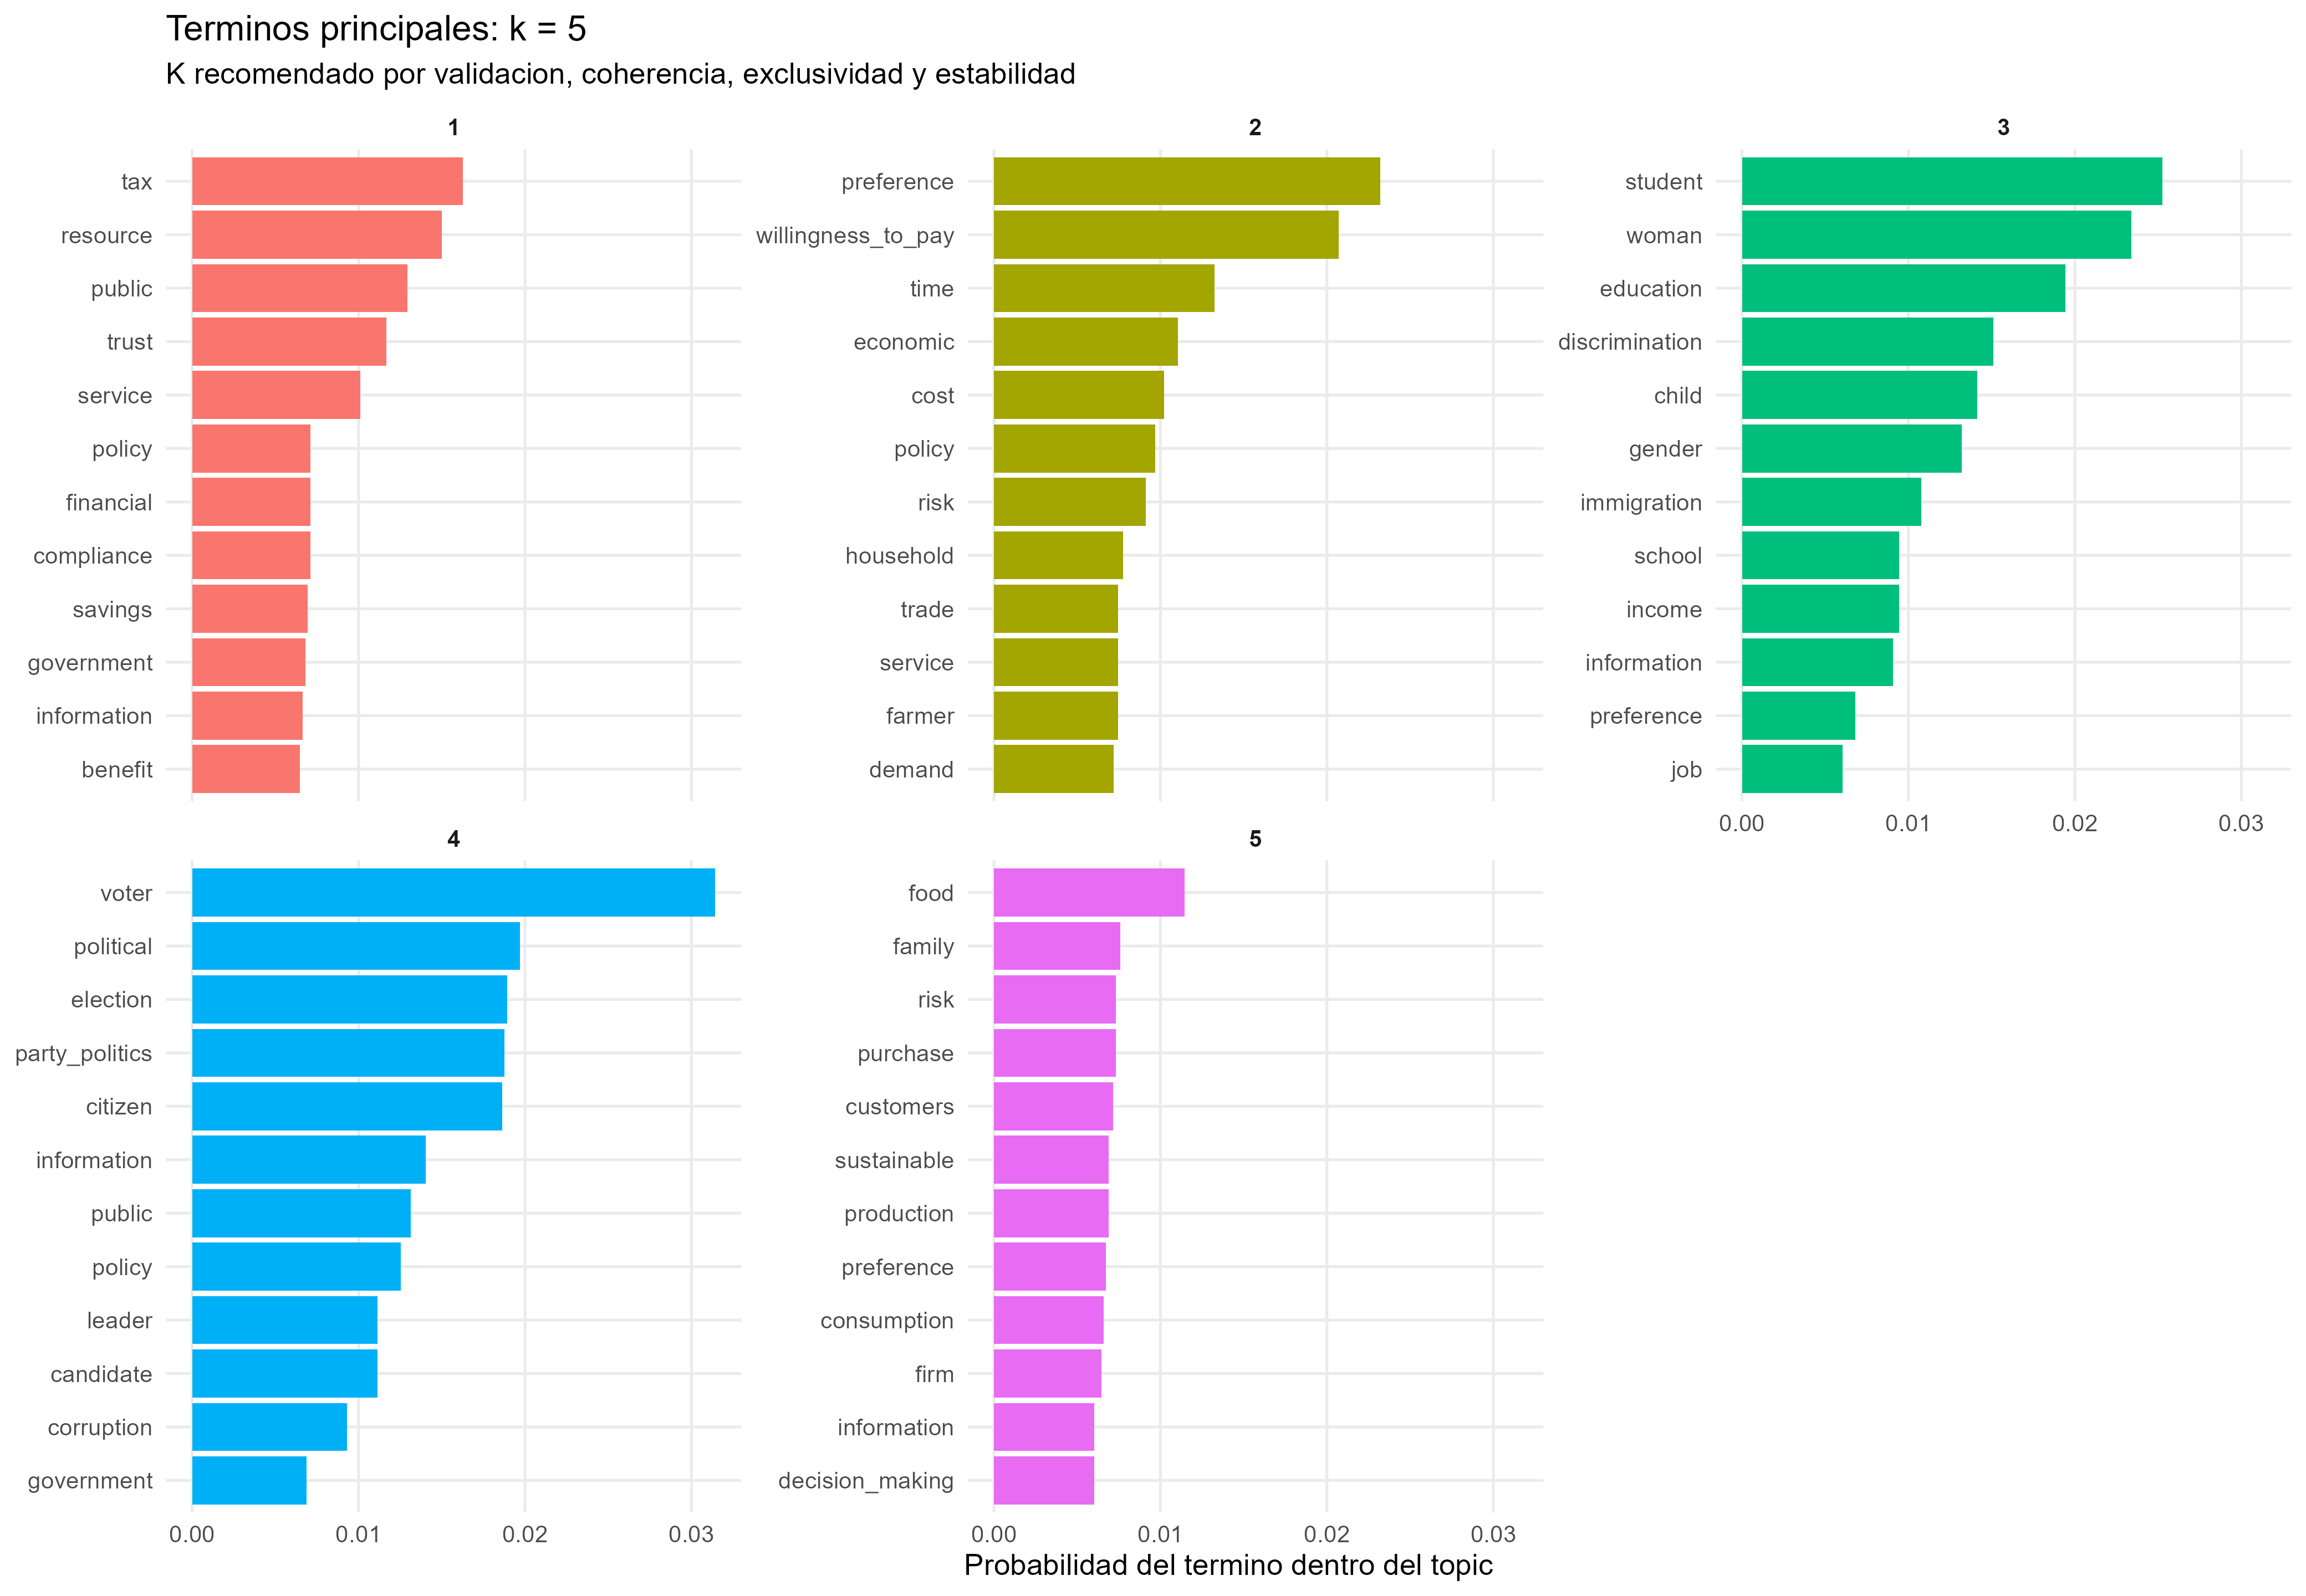 Terminos principales: k = 5
K recomendado por validacion, coherencia, exclusividad y estabilidad
1
tax
resource
public
trust
service
policy
financial
compliance
savings
government
information
benefit
2
preference
willingness_to_pay
time
economic
cost
policy
risk
household
trade
service
farmer
demand
3
student
woman
education
discrimination
child
gender
immigration
school
income
information
preference
job
0.00 0.01 0.02 0.03
4
voter
political
election
party_politics
citizen
information
public
policy
leader
candidate
corruption
government
0.00 0.01 0.02 0.03
5
food
family
risk
purchase
customers
sustainable
production
preference
consumption
firm
information
decision_making
0.00 0.01 0.02 0.03
Probabilidad del termino dentro del topic